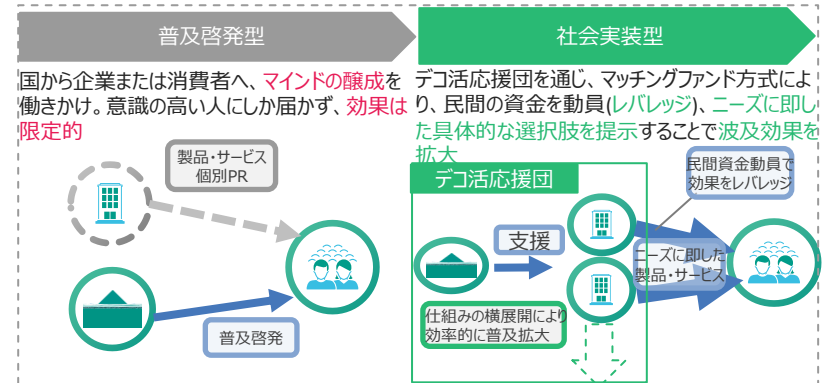 普及啓発型
国から企業または消費者へ、マインドの醸成を
働きかけ。意識の高い人にしか届かず、効果は
限定的
製品・サービス
個別PR
普及啓発
社会実装型
デコ活応援団を通じ、マッチングファンド方式によ
り、民間の資金を動員(レバレッジ)、ニーズに即し
た具体的な選択肢を提示することで波及効果を
拡大
デコ活応援団
民間資金動員で
効果をレバレッジ
支援
ニーズに即した
製品・サービス
仕組みの横展開により
効率的に普及拡大